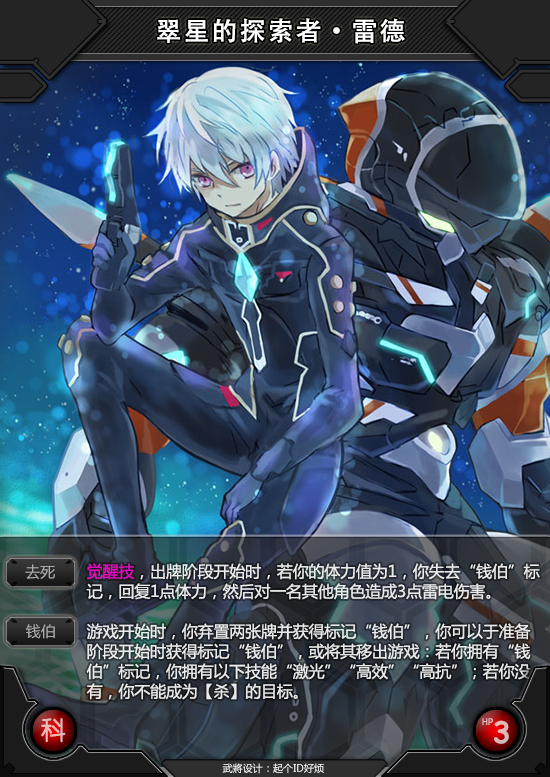 翠星的探索者·雷德
去死
觉醒技，出牌阶段开始时，若你的体力值为1，你失去“钱伯”标
记，回复1点体力，然后对一名其他角色造成3点雷电伤害。
钱伯
游戏开始时，你弃置两张牌并获得标记“钱伯”，你可以于准备
阶段开始时获得标记“钱伯”，或将其移出游戏：若你拥有“钱
伯”标记，你拥有以下技能“激光”“高效”“高抗”；若你没
有，你不能成为【杀】的目标。
科
HP 3
武將设计：起个ID好烦